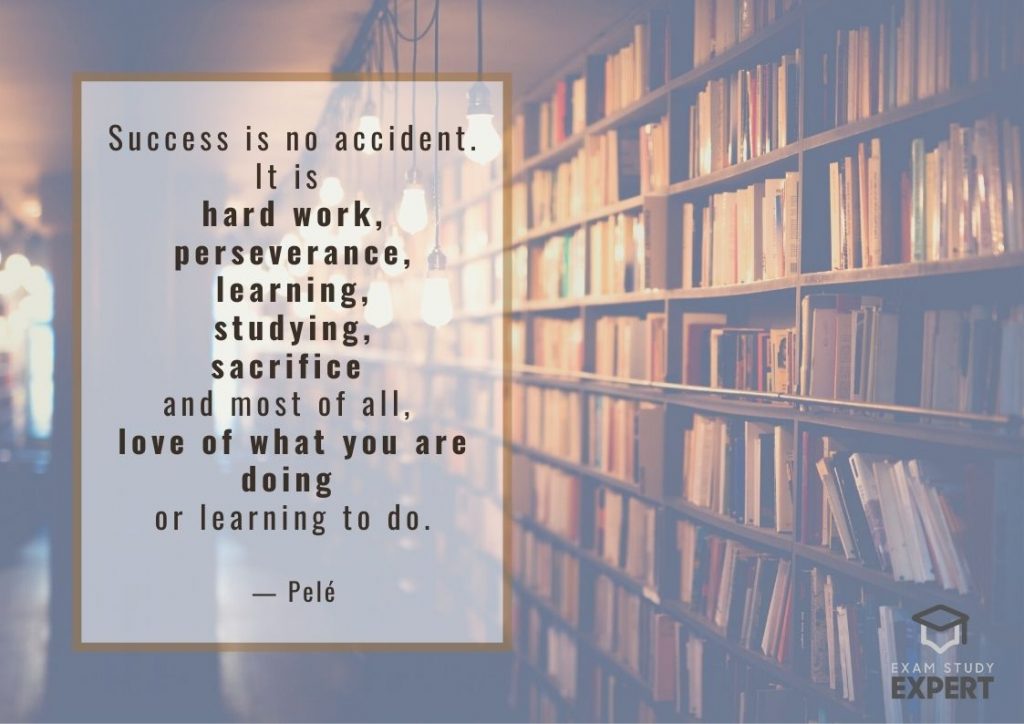 Success is no accident.
It is
hard work,
perseverance,
learning,
studying,
sacrifice
and most of all,
love of what you are
doing
or learning to do.
— Pelé
EXAM STUDY
EXPERT